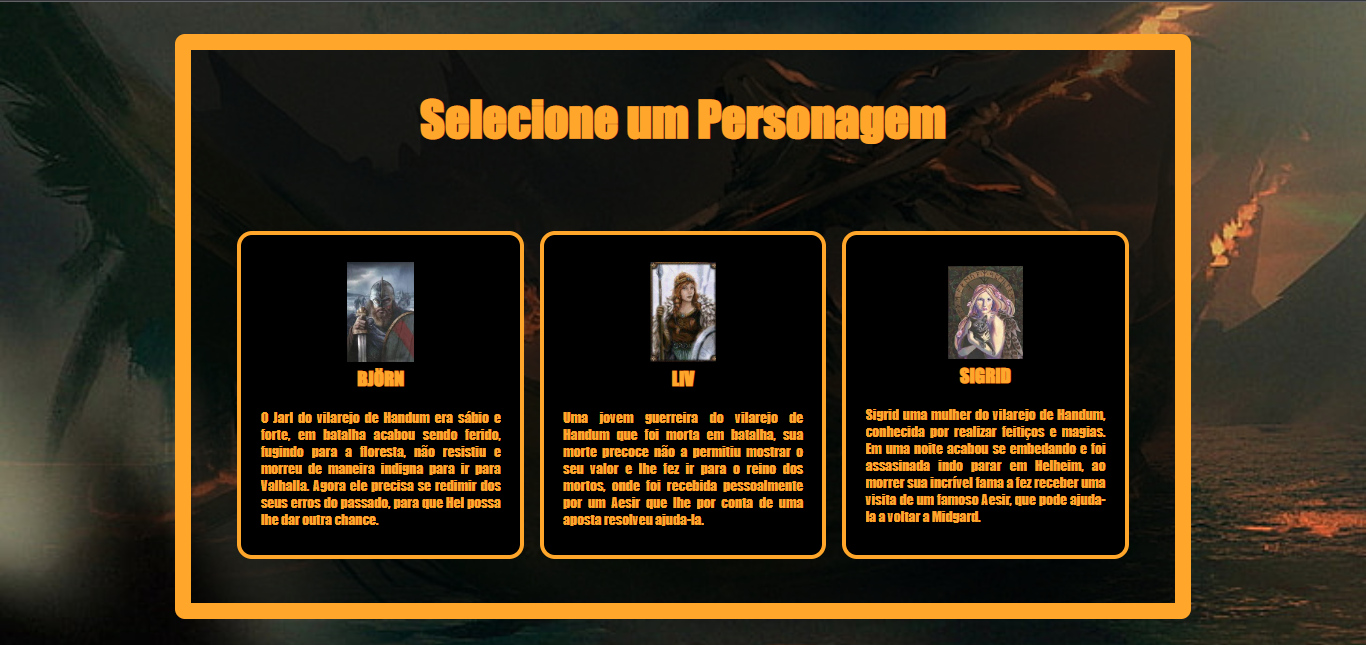 Selecione um Personagem
BJÖRN
O Jarl do vilarejo de Handum era sábio e
forte, em batalha acabou sendo ferido,
fugindo para a floresta, não resistiu e
morreu de maneira indigna para ir para
Valhalla. Agora ele precisa se redimir dos
seus erros do passado, para que Hel possa
lhe dar outra chance.
LIV
Uma jovem guerreira do vilarejo de
Handum que foi morta em batalha, sua
morte precoce não a permitiu mostrar o
seu valor e lhe fez ir para o reino dos
mortos, onde foi recebida pessoalmente
por um Aesir que lhe por conta de uma
aposta resolveu ajuda-la.
SIGRID
Sigrid uma mulher do vilarejo de Handum,
conhecida por realizar feitiços e magias.
Em uma noite acabou se embedando e foi
assasinada indo parar em Helheim, ao
morrer sua incrível fama a fez receber uma
visita de um famoso Aesir, que pode ajuda-
la a voltar a Midgard.